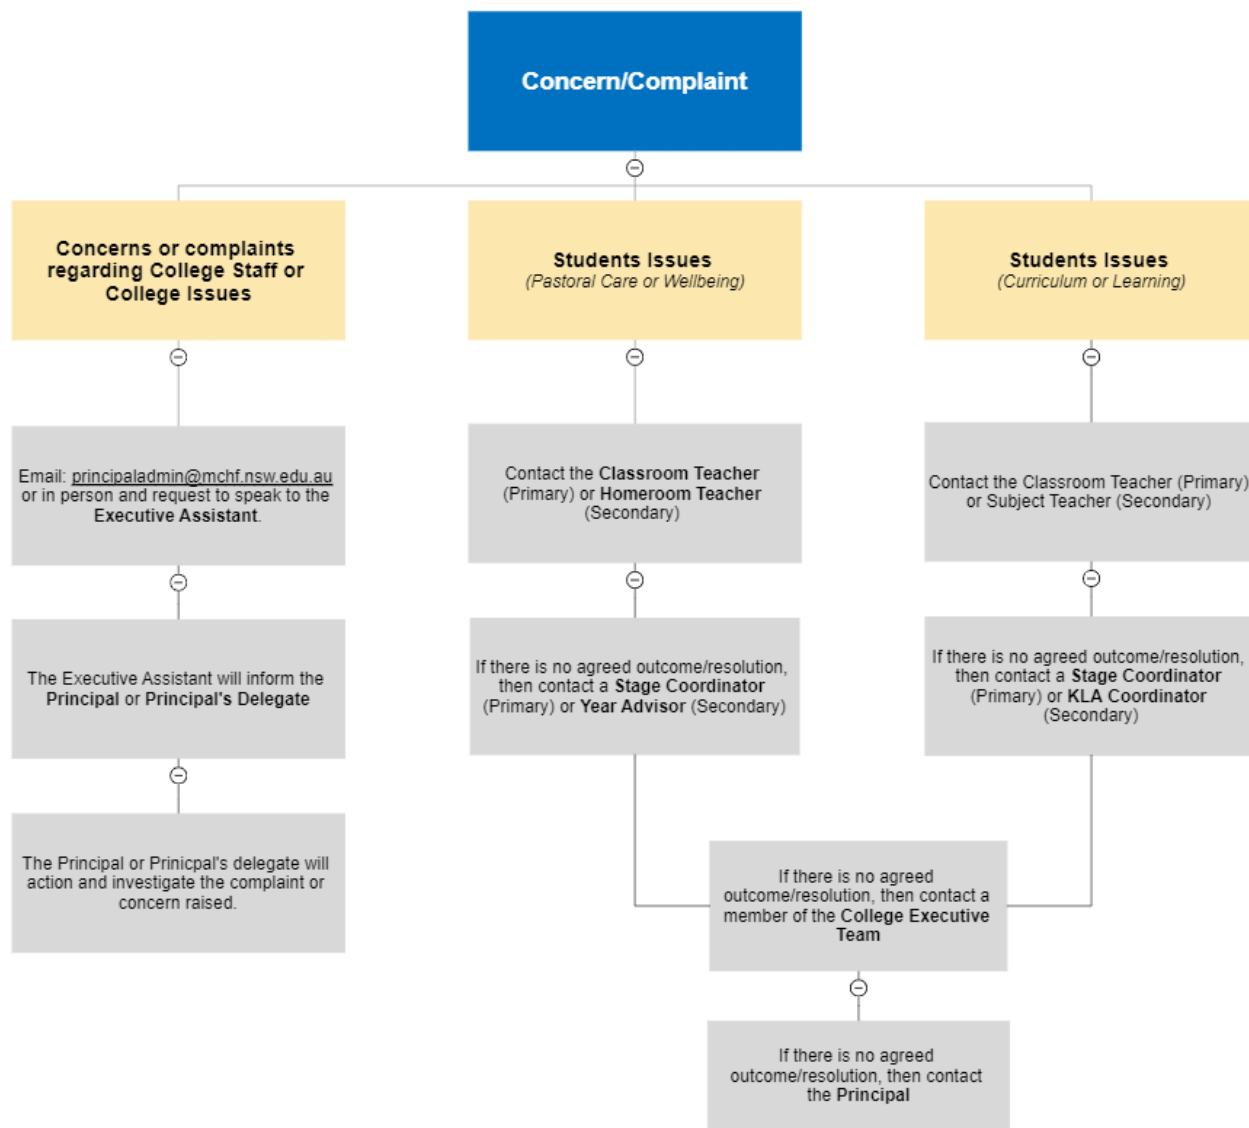 Concern/Complaint
Concerns or complaints
regarding College Staff or
College Issues
Students Issues
(Pastoral Care or Wellbeing)
Students Issues
(Curriculum or Learning)
Email: principaladmin@mchf.nsw.edu.au
or in person and request to speak to the
Executive Assistant.
Contact the Classroom Teacher
(Primary) or Homeroom Teacher
(Secondary)
Contact the Classroom Teacher (Primary)
or Subject Teacher (Secondary)
The Executive Assistant will inform the
Principal or Principal's Delegate
If there is no agreed outcome/resolution,
then contact a Stage Coordinator
(Primary) or Year Advisor (Secondary)
If there is no agreed outcome/resolution,
then contact a Stage Coordinator
(Primary) or KLA Coordinator
(Secondary)
The Principal or Prinicpal's delegate will
action and investigate the complaint or
concern raised.
If there is no agreed
outcome/resolution, then contact a
member of the College Executive
Team
If there is no agreed
outcome/resolution, then contact
the Principal